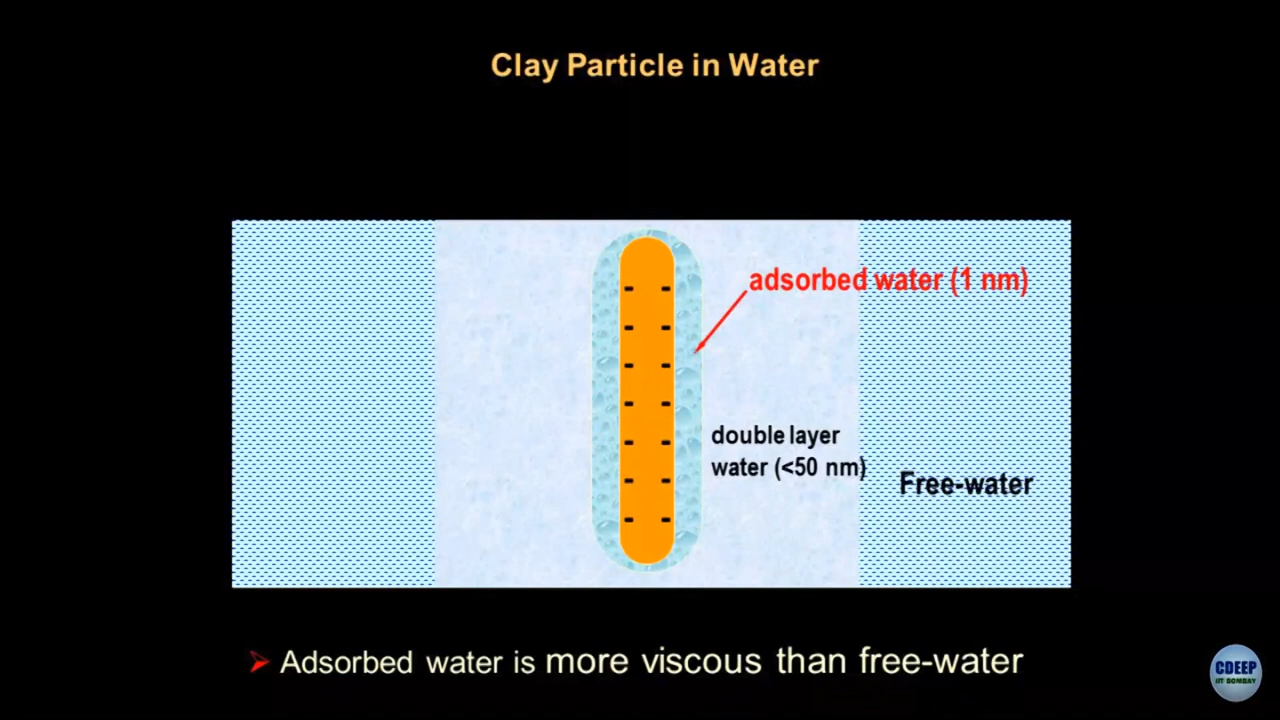 Clay Particle in Water
adsorbed water (1 nm)
double layer
water (<50 nm)
Free-water
Adsorbed water is more viscous than free-water
CDEEP
IIT BOMBAY